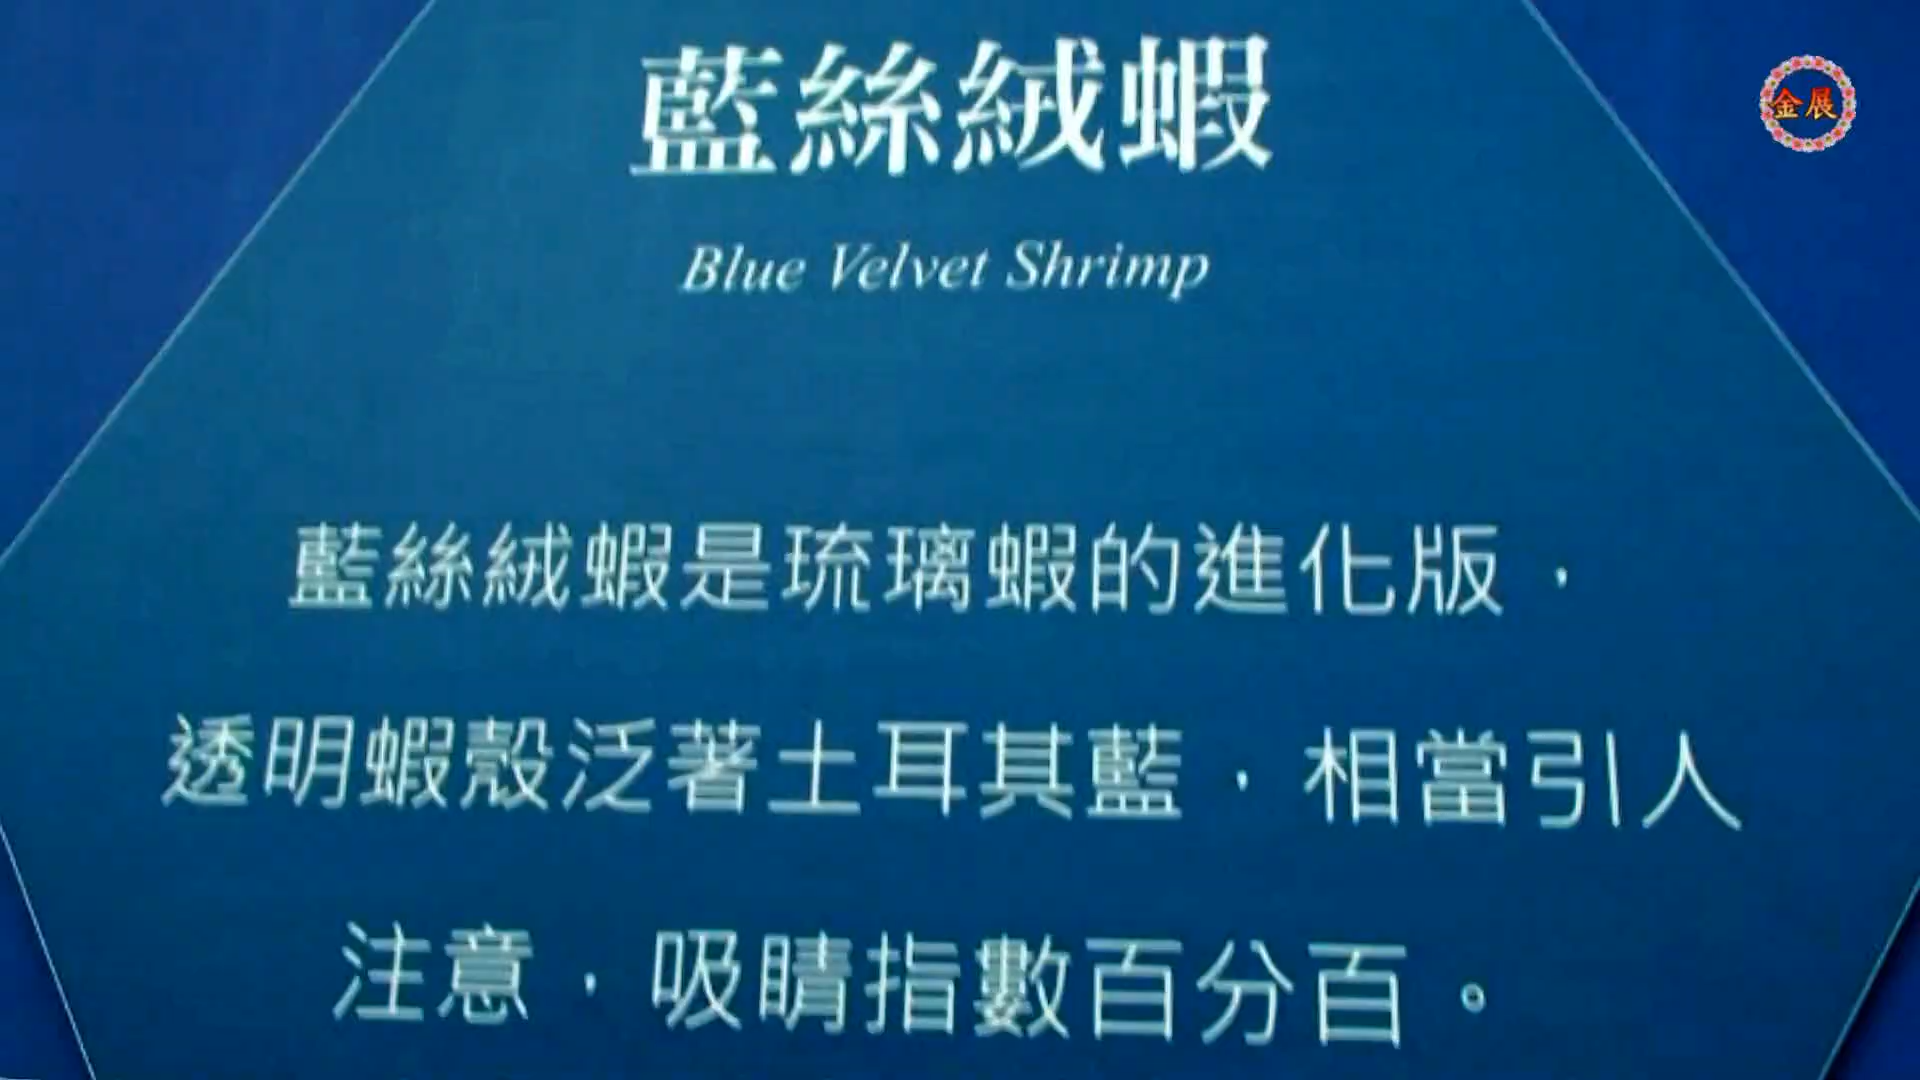 藍絲絨蝦
金展
Blue Velvet Shrimp
藍絲絨蝦是琉璃蝦的進化版，
透明蝦殼泛著土耳其藍，相當引人
注意，吸睛指數百分百。